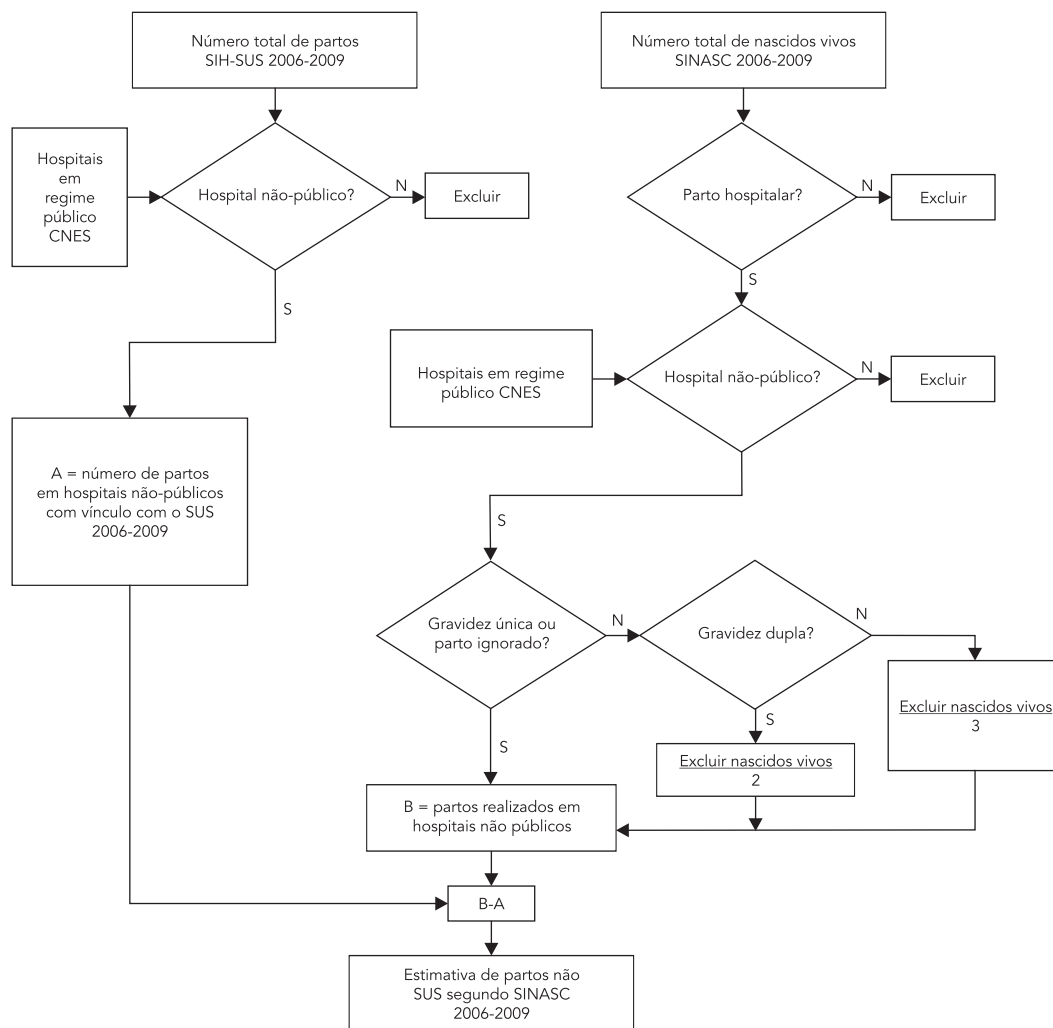 Número total de partos
SIH-SUS 2006-2009
Número total de nascidos vivos
SINASC 2006-2009
Hospitais
em
regime
público
CNES
Hospital não-público?
N
Excluir
S
Parto hospitalar?
N
Excluir
S
Hospitais em regime
público CNES
Hospital não-público?
N
Excluir
S
A = número de partos
em hospitais não-públicos
com vínculo com o SUS
2006-2009
Gravidez única ou
parto ignorado?
N
S
Gravidez dupla?
N
S
Excluir nascidos vivos
3
Excluir nascidos vivos
2
B = partos realizados em
hospitais não públicos
B-A
Estimativa de partos não
SUS segundo SINASC
2006-2009